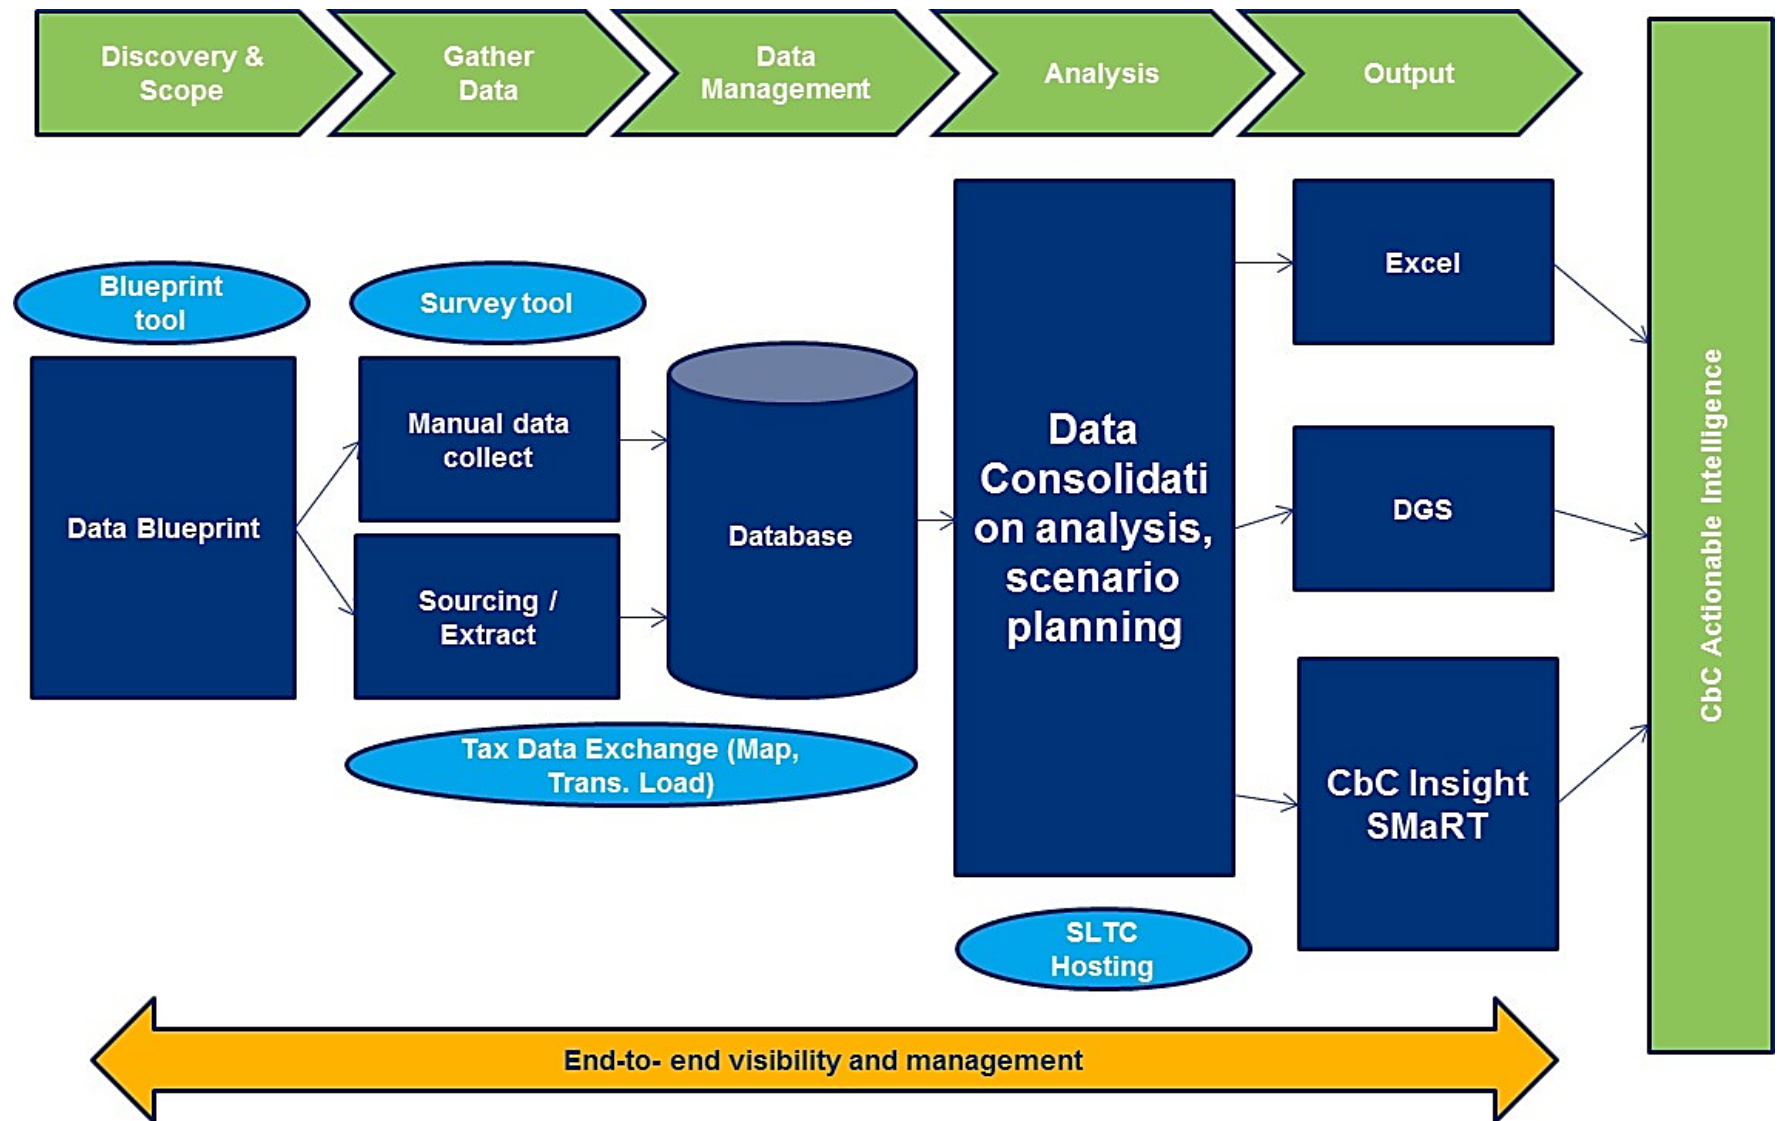 Discovery &
Scope
Gather
Data
Data
Management
Analysis
Output
Blueprint
tool
Survey tool
Data Blueprint
Manual data
collect
Sourcing /
Extract
Database
Tax Data Exchange (Map,
Trans. Load)
Data
Consolidati
on analysis,
scenario
planning
SLTC
Hosting
Excel
DGS
CbC Insight
SMaRT
CbC Actionable Intelligence
End-to- end visibility and management